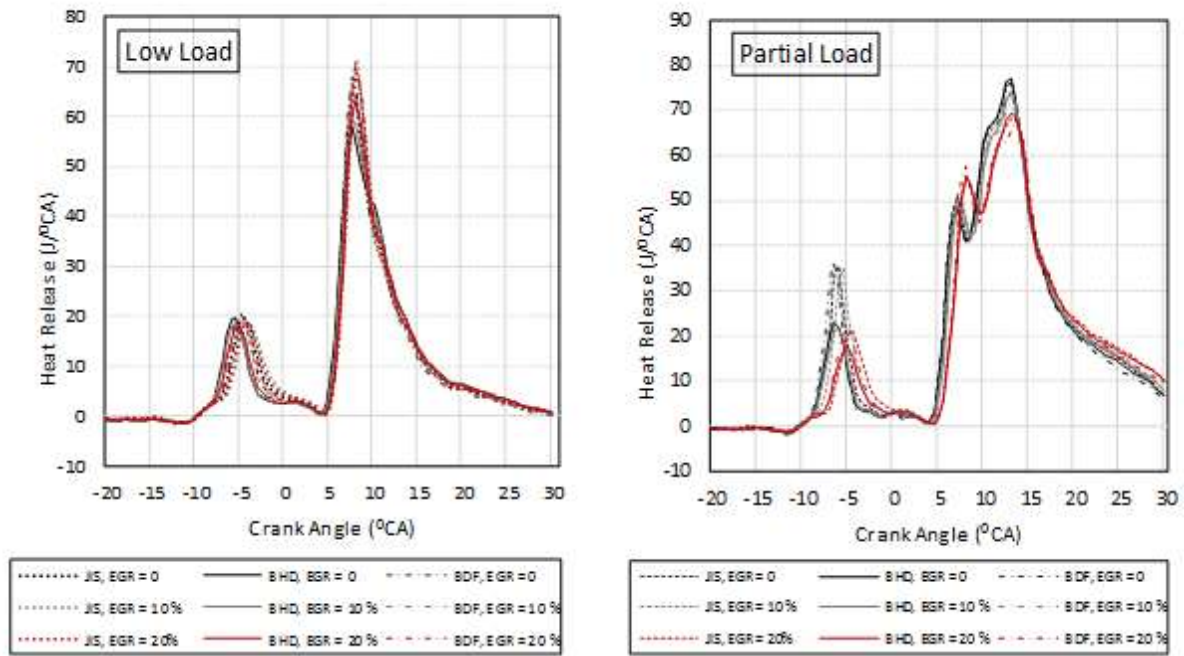 Low Load
80
70
60
50
40
30
20
10
0
-10
Heat Release (J/⁰CA)
-20 -15 -10 -5 0 5 10 15 20 25 30
Crank Angle (⁰CA)
JIS, EGR = 0 BHD, EGR = 0 BDF, EGR = 0
JIS, EGR = 10% BHD, EGR = 10% BDF, EGR = 10%
JIS, EGR = 20% BHD, EGR = 20% BDF, EGR = 20%
Partial Load
90
80
70
60
50
40
30
20
10
0
-10
Heat Release (J/⁰CA)
-20 -15 -10 -5 0 5 10 15 20 25 30
Crank Angle (⁰CA)
JIS, EGR = 0 BHD, EGR = 0 BDF, EGR = 0
JIS, EGR = 10% BHD, EGR = 10% BDF, EGR = 10%
JIS, EGR = 20% BHD, EGR = 20% BDF, EGR = 20%